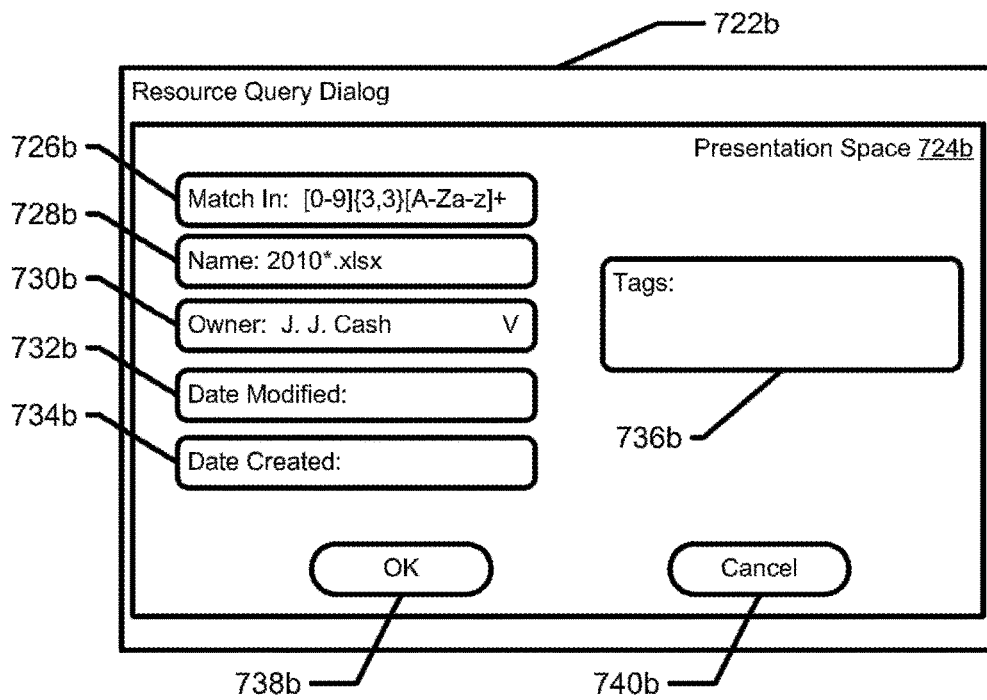 722b
Resource Query Dialog
Presentation Space 724b
726b
Match In: [0-9]{3,3}[A-Za-z]+
728b
Name: 2010*.xlsx
730b
Owner: J. J. Cash V
Tags:
732b
Date Modified:
734b
Date Created:
736b
OK
Cancel
738b
740b